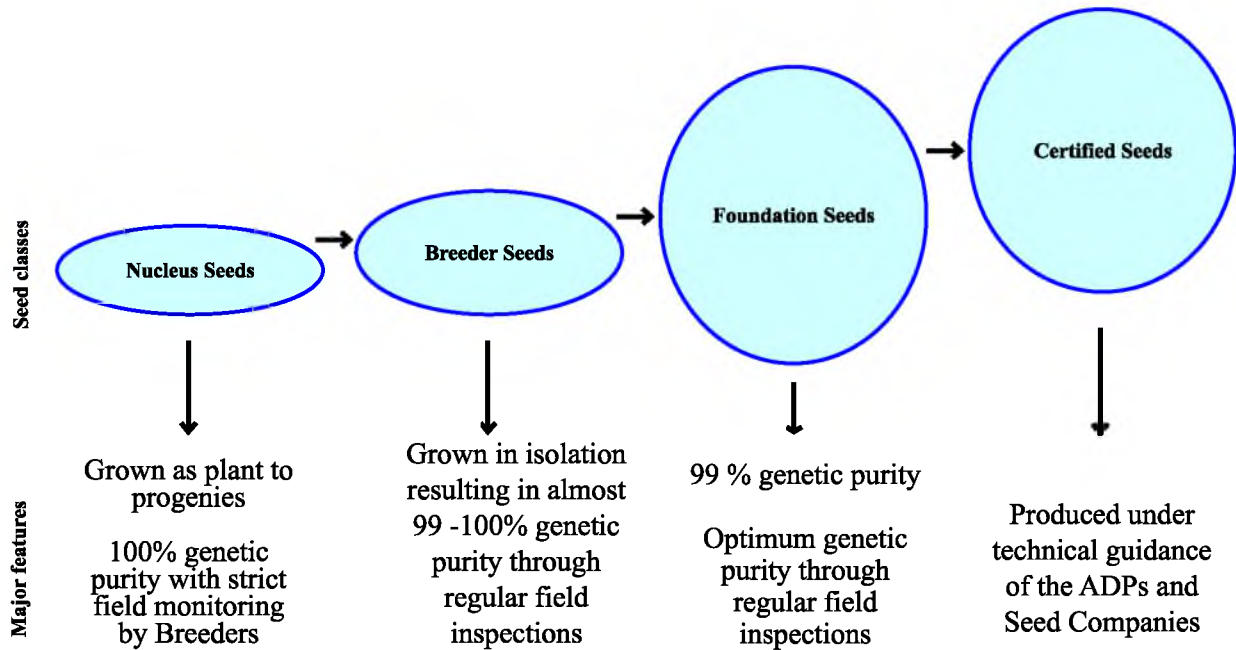 Seed classes
Nucleus Seeds
Breeder Seeds
Foundation Seeds
Certified Seeds
Major features
Grown as plant to
progenies
100% genetic
purity with strict
field monitoring
by Breeders
Grown in isolation
resulting in almost
99 -100% genetic
purity through
regular field
inspections
99 % genetic purity
Optimum genetic
purity through
regular field
inspections
Produced under
technical guidance
of the ADPs and
Seed Companies